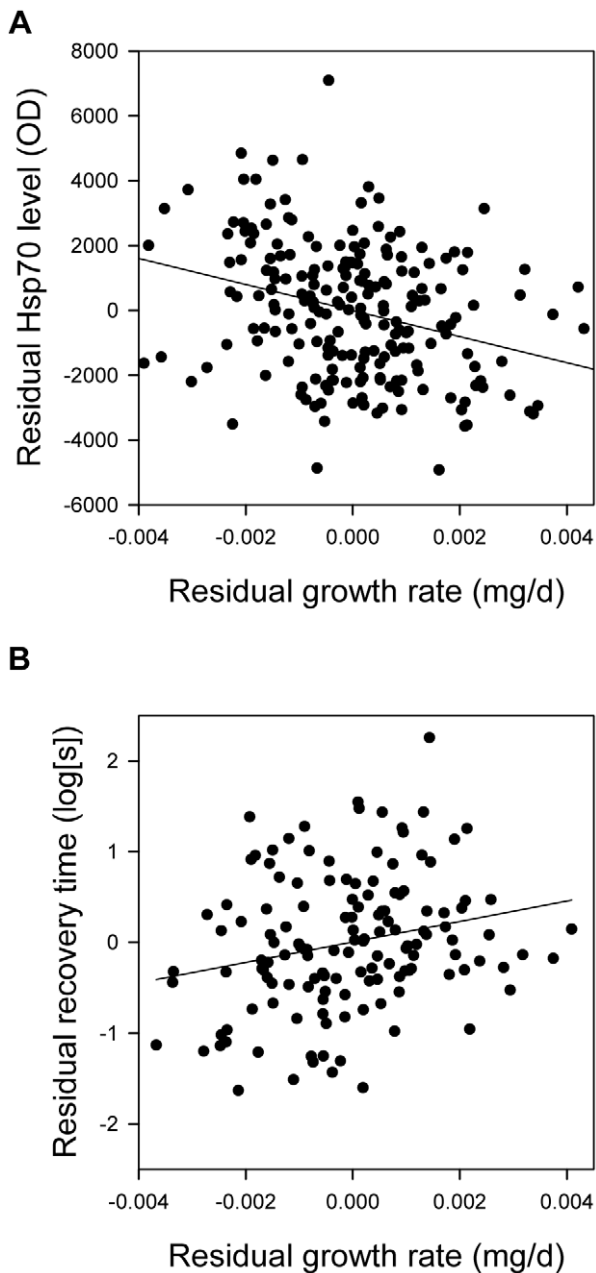 A
8000
6000
4000
2000
0
-2000
-4000
-6000
Residual Hsp70 level (OD)
-0.004 -0.002 0.000 0.002 0.004
Residual growth rate (mg/d)
B
2
1
0
-1
-2
Residual recovery time (log[s])
-0.004 -0.002 0.000 0.002 0.004
Residual growth rate (mg/d)